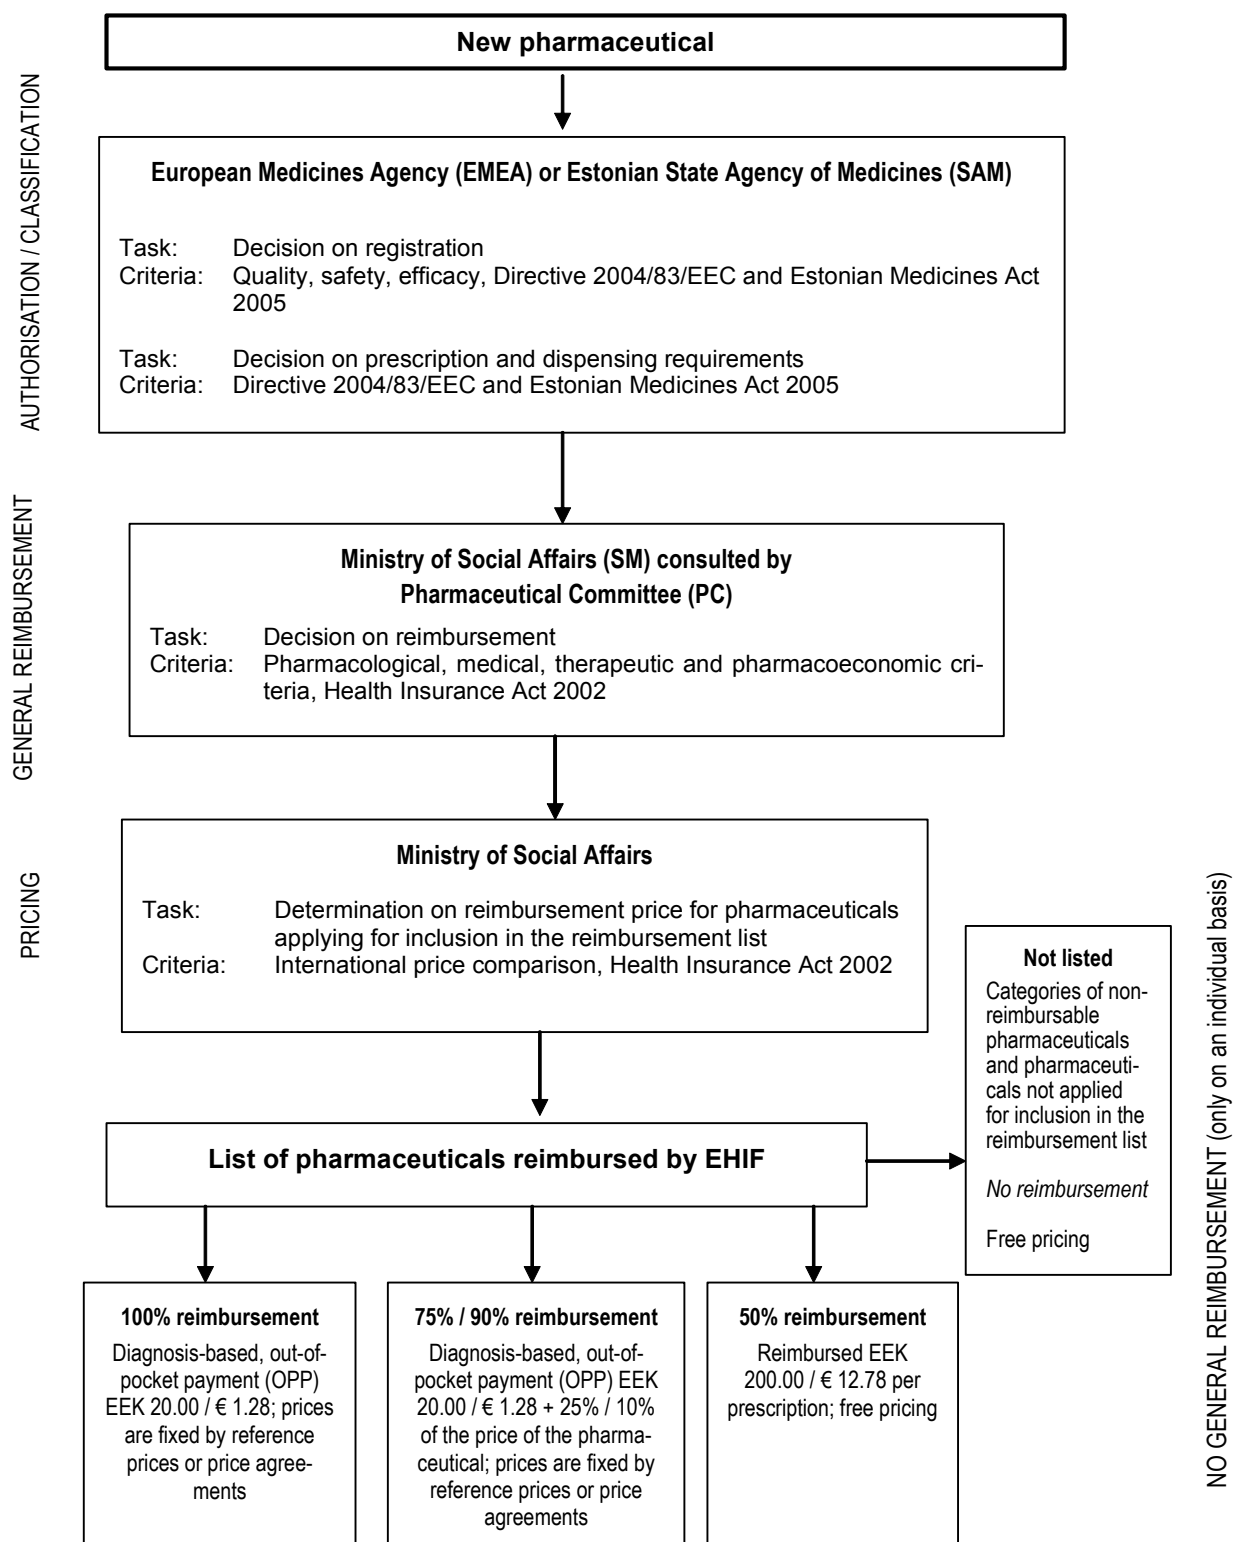 New pharmaceutical
AUTHORISATION / CLASSIFICATION
European Medicines Agency (EMEA) or Estonian State Agency of Medicines (SAM)
Task: Decision on registration
Criteria: Quality, safety, efficacy, Directive 2004/83/EEC and Estonian Medicines Act
2005
Task: Decision on prescription and dispensing requirements
Criteria: Directive 2004/83/EEC and Estonian Medicines Act 2005
GENERAL REIMBURSEMENT
Ministry of Social Affairs (SM) consulted by
Pharmaceutical Committee (PC)
Task: Decision on reimbursement
Criteria: Pharmacological, medical, therapeutic and pharmacoeconomic cri-
teria, Health Insurance Act 2002
PRICING
Ministry of Social Affairs
Task: Determination on reimbursement price for pharmaceuticals
applying for inclusion in the reimbursement list
Criteria: International price comparison, Health Insurance Act 2002
NO GENERAL REIMBURSEMENT (only on an individual basis)
Not listed
Categories of non-
reimbursable
pharmaceuticals
and pharmaceuti-
cals not applied
for inclusion in the
reimbursement list
No reimbursement
Free pricing
List of pharmaceuticals reimbursed by EHIF
100% reimbursement
Diagnosis-based, out-of-
pocket payment (OPP)
EEK 20.00 / € 1.28; prices
are fixed by reference
prices or price agree-
ments
75% / 90% reimbursement
Diagnosis-based, out-of-
pocket payment (OPP) EEK
20.00 / € 1.28 + 25% / 10%
of the price of the pharma-
ceutical; prices are fixed by
reference prices or price
agreements
50% reimbursement
Reimbursed EEK
200.00 / € 12.78 per
prescription; free pricing